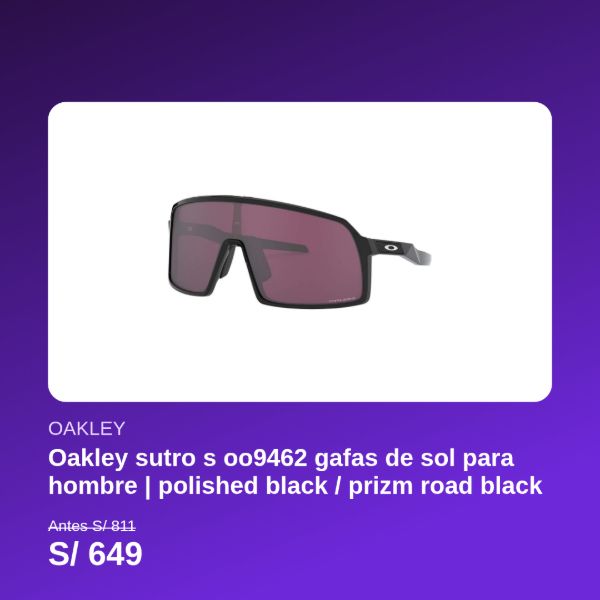 OAKLEY
Oakley sutro s oo9462 gafas de sol para
hombre | polished black / prizm road black
Antes S/ 811
S/ 649